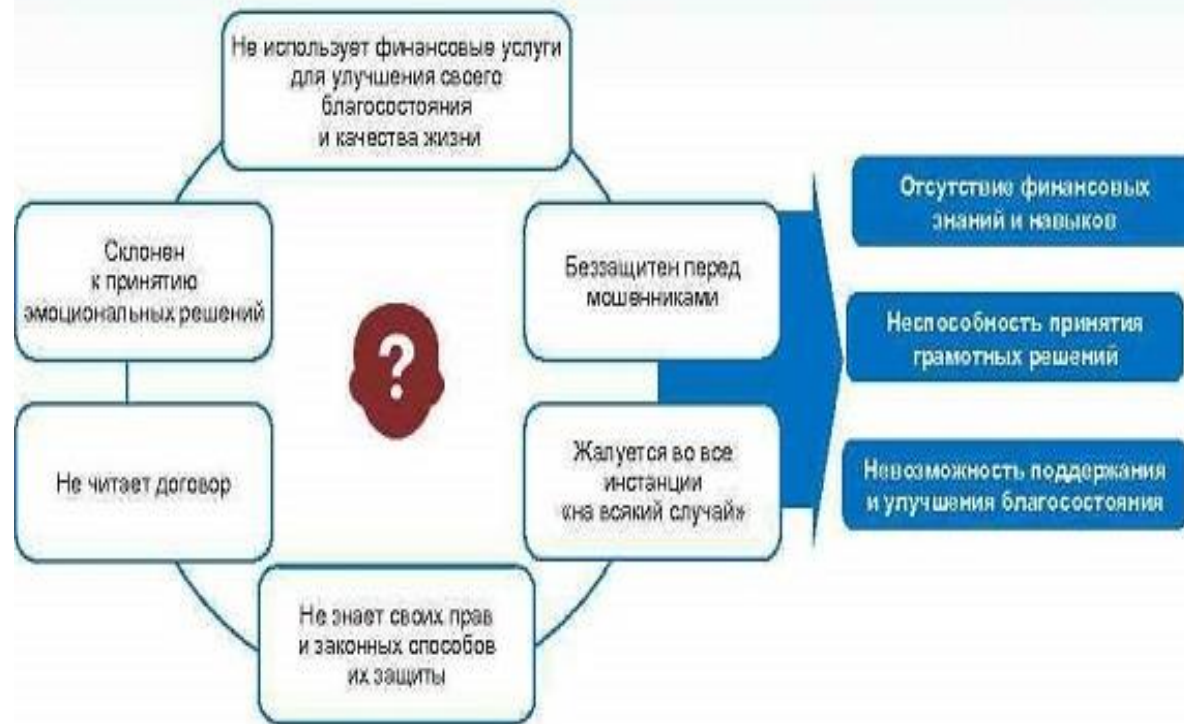 Не использует финансовые услуги
для улучшения своего
благосостояния
и качества жизни
Склонен
к принятию
эмоциональных решений
Беззащитен перед
мошенниками
Не читает договор
Жалуется во все
инстанции
«на всякий случай»
Не знает своих прав
и законных способов
их защиты
?
Отсутствие финансовых
знаний и навыков
Неспособность принятия
грамотных решений
Невозможность поддержания
и улучшения благосостояния